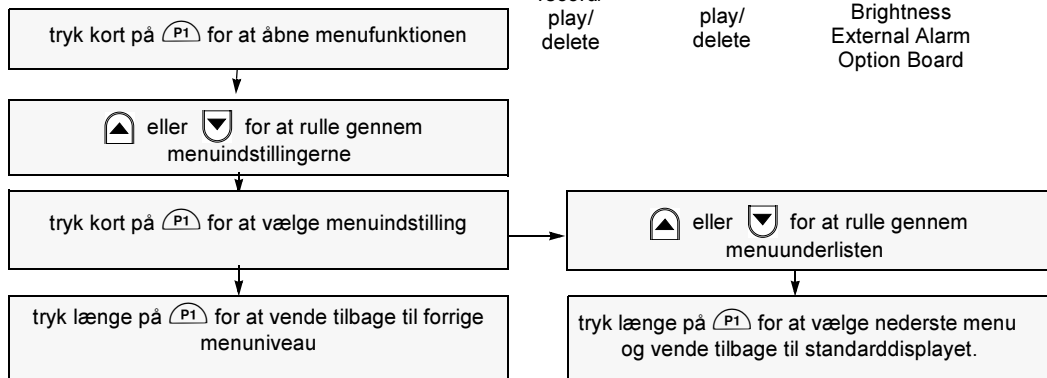 record/
play/
delete
play/
delete
Brightness
External Alarm
Option Board
tryk kort på P1 for at åbne menufunktionen
eller for at rulle gennem
menuindstillingerne
tryk kort på P1 for at vælge menuindstilling
eller for at rulle gennem
menuunderlisten
tryk længe på P1 for at vende tilbage til forrige
menuniveau
tryk længe på P1 for at vælge nederste menu
og vende tilbage til standarddisplayet.